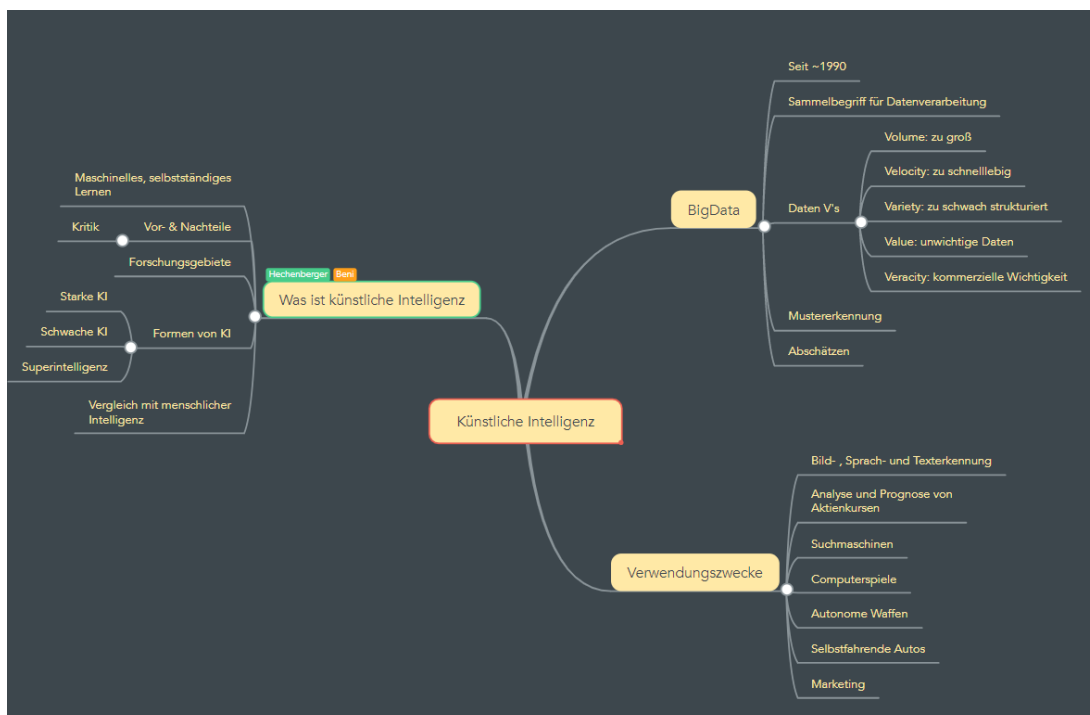 Künstliche Intelligenz
Hechenberger
Beni
Was ist künstliche Intelligenz
Maschinelles, selbstständiges
Lernen
Vor- & Nachteile
Kritik
Forschungsgebiete
Formen von KI
Starke KI
Schwache KI
Superintelligenz
Vergleich mit menschlicher
Intelligenz
BigData
Seit ~1990
Sammelbegriff für Datenverarbeitung
Daten V's
Volume: zu groß
Velocity: zu schnelllebig
Variety: zu schwach strukturiert
Value: unwichtige Daten
Veracity: kommerzielle Wichtigkeit
Mustererkennung
Abschätzen
Verwendungszwecke
Bild- , Sprach- und Texterkennung
Analyse und Prognose von
Aktienkursen
Suchmaschinen
Computerspiele
Autonome Waffen
Selbstfahrende Autos
Marketing